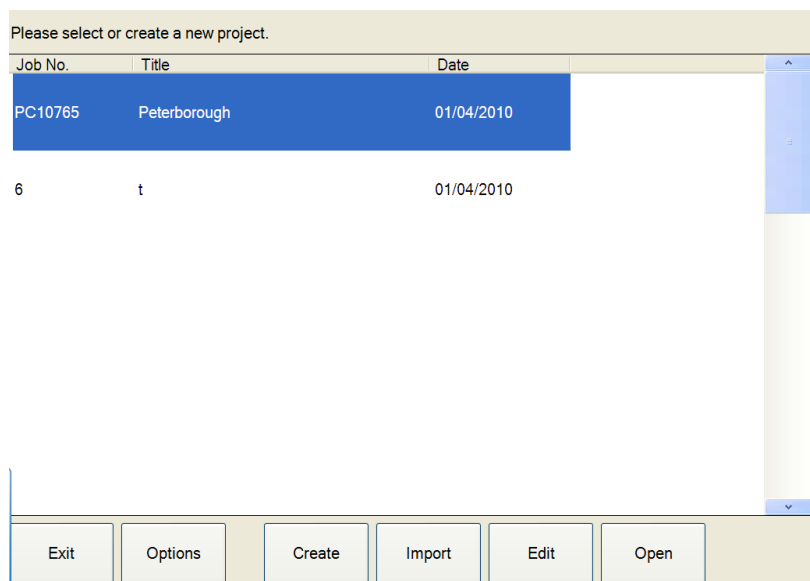 Please select or create a new project.
Job No. Title Date
PC10765 Peterborough 01/04/2010
6 t 01/04/2010
Exit Options Create Import Edit Open